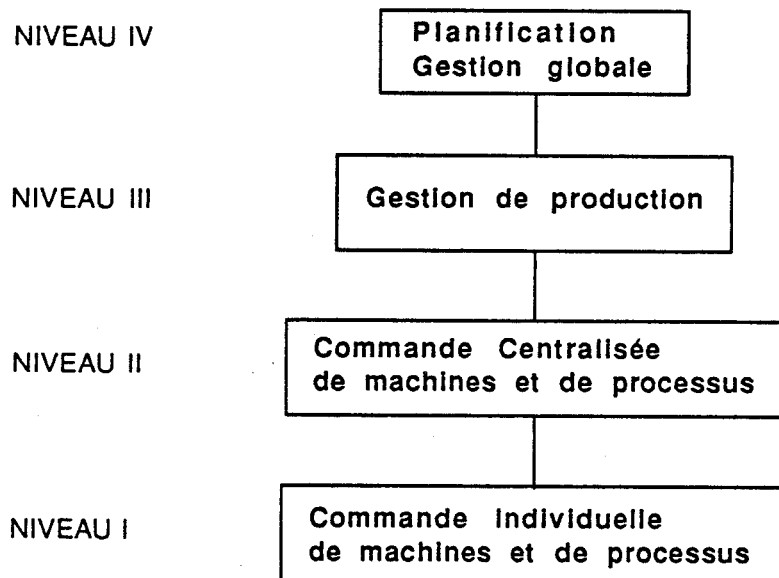 NIVEAU IV
Planification
Gestion globale
NIVEAU III
Gestion de production
NIVEAU II
Commande Centralisée
de machines et de processus
NIVEAU I
Commande Individuelle
de machines et de processus